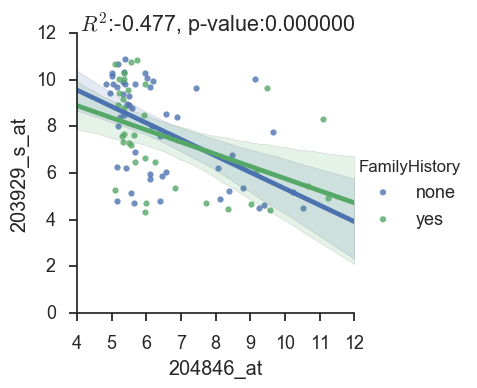 R²:-0.477, p-value:0.000000
12
10
8
6
4
2
0
203929_s_at
4 5 6 7 8 9 10 11 12
204846_at
FamilyHistory
none
yes